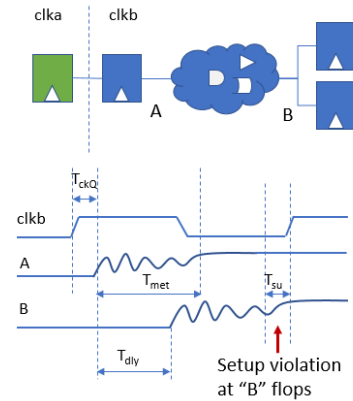 clka clkb
A
B
TckQ
clkb
A
Tmet
Tsu
B
Tdly
Setup violation
at “B” flops